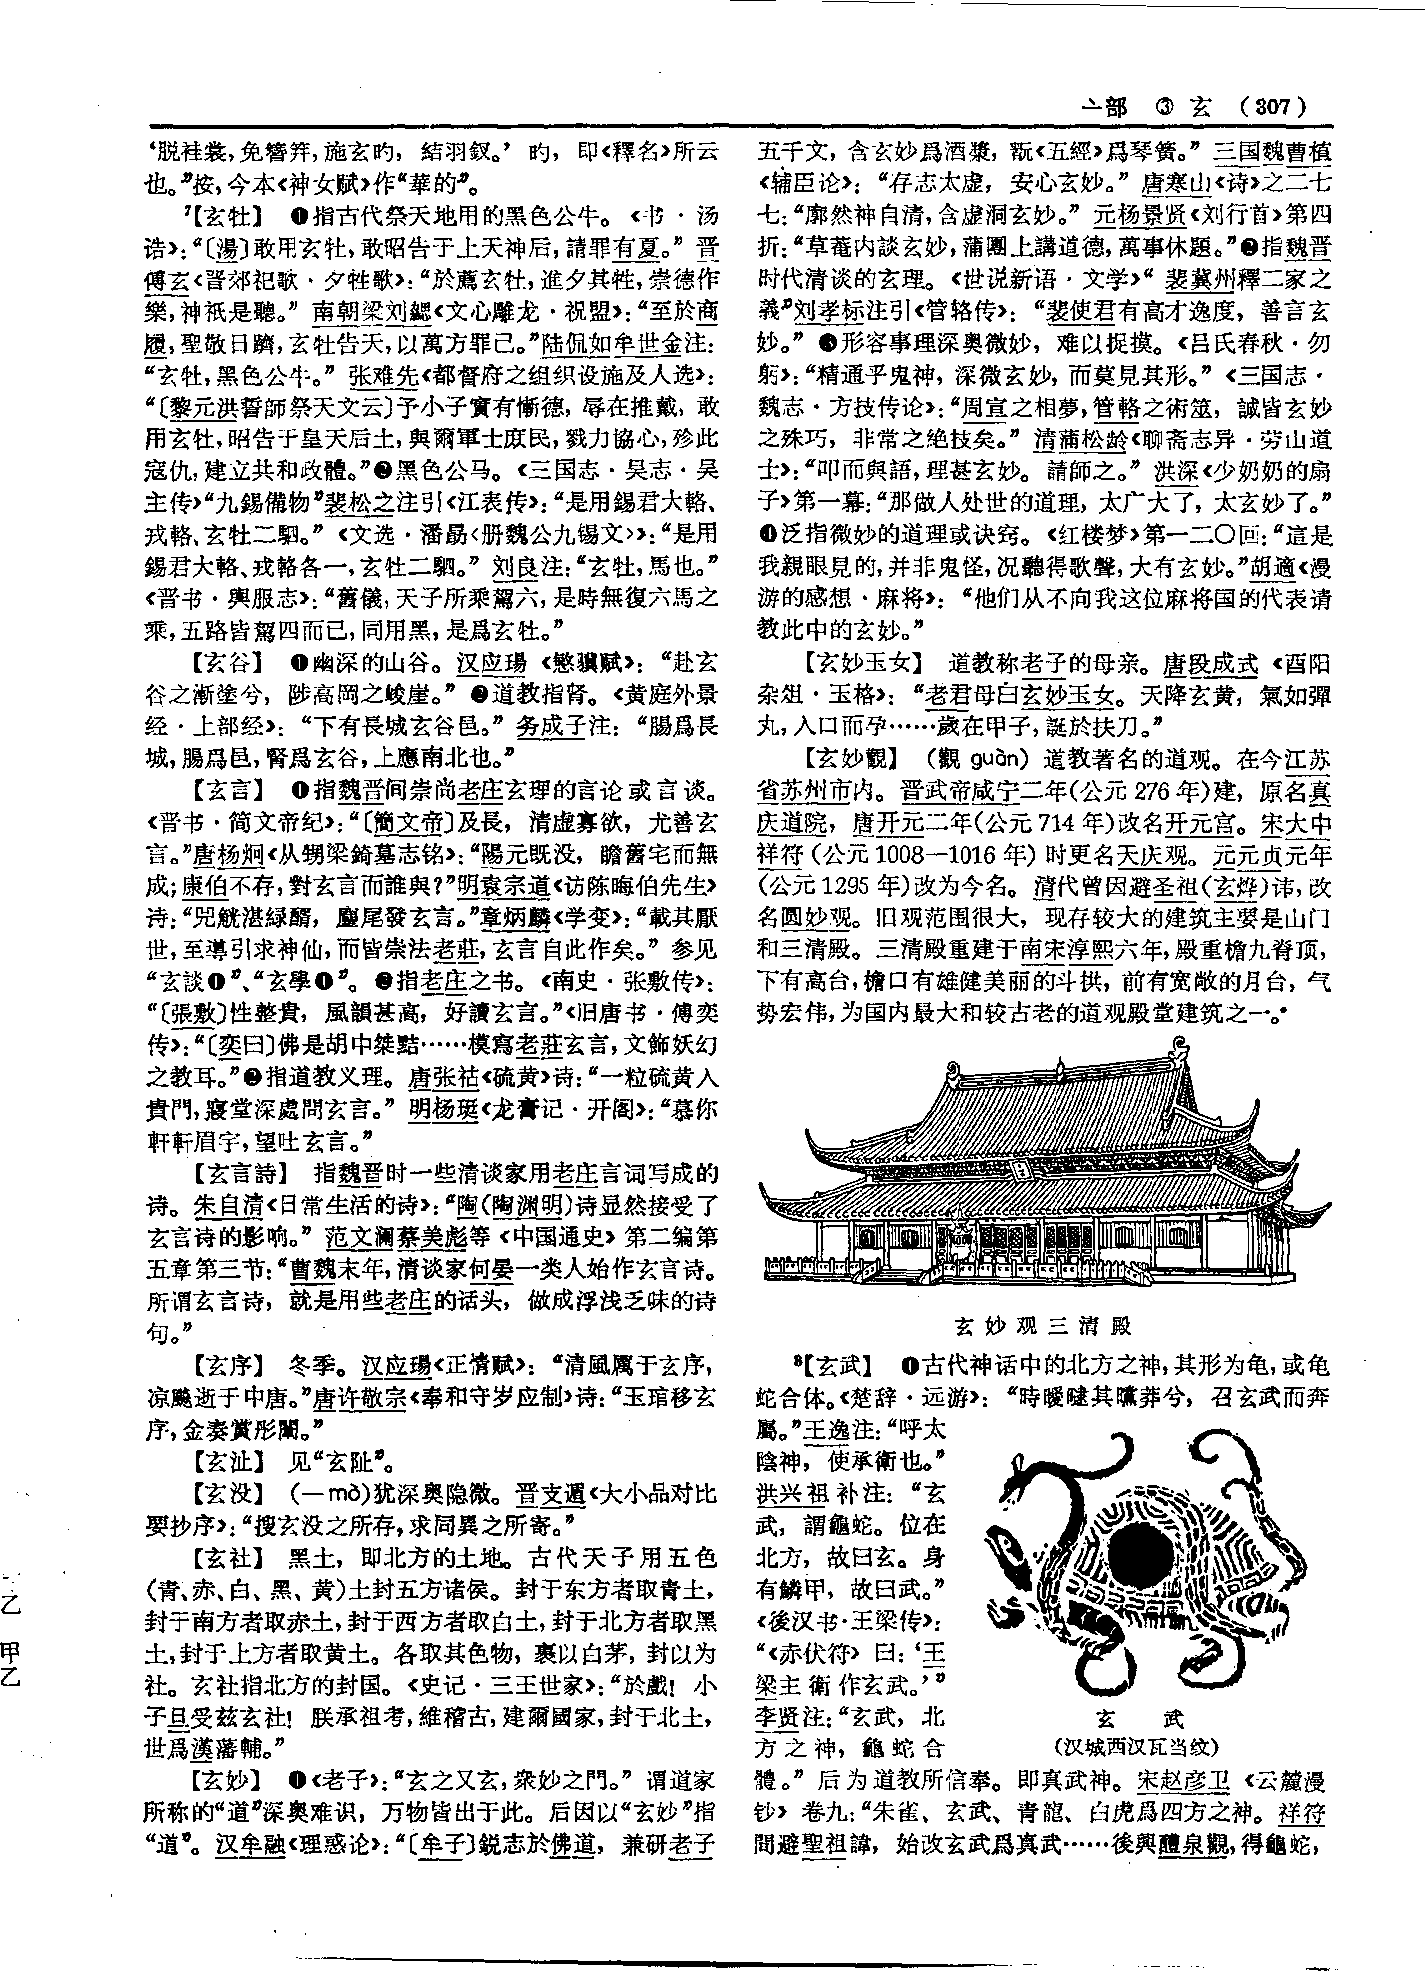 亠部 ③ 玄 (307)
‘脱袿裳，免簪笄，施玄旳，結羽釵。’ 旳，即《釋名》所云
也。”按，今本《神女賦》作“華的”。
7【玄牡】 ❶指古代祭天地用的黑色公牛。《书·汤
诰》：“〔湯〕敢用玄牡，敢昭告于上天神后，請罪有夏。” 晋
傅玄《晋郊祀歌·夕牲歌》：“於薦玄牡，進夕其牲，崇德作
樂，神祇是聽。” 南朝梁刘勰《文心雕龙·祝盟》：“至於商
履，聖敬日躋，玄牡告天，以萬方罪己。”陆侃如牟世金注：
“玄牡，黑色公牛。” 张难先《都督府之组织设施及人选》：
“〔黎元洪誓師祭天文云〕予小子實有慚德，辱在推戴，敢
用玄牡，昭告于皇天后土，與爾軍士庶民，戮力協心，殄此
寇仇，建立共和政體。”❷黑色公马。《三国志·吴志·吴
主传》“九錫備物”裴松之注引《江表传》：“是用錫君大輅、
戎輅、玄牡二駟。”《文选·潘勗〈册魏公九锡文〉》：“是用
錫君大輅、戎輅各一，玄牡二駟。” 刘良注：“玄牡，馬也。”
《晋书·舆服志》：“舊儀，天子所乘駕六，是時無復六馬之
乘，五路皆駕四而已，同用黑，是爲玄牡。”
【玄谷】 ❶幽深的山谷。汉应瑒《慜骥赋》：“赴玄
谷之漸塗兮，陟高岡之峻崖。” ❷道教指肾。《黄庭外景
经·上部经》：“下有長城玄谷邑。” 务成子注：“腸爲長
城，腸爲邑，腎爲玄谷，上應南北也。”
【玄言】 ❶指魏晋间崇尚老庄玄理的言论或言谈。
《晋书·简文帝纪》：“〔簡文帝〕及長，清虚寡欲，尤善玄
言。”唐杨炯《从甥梁錡墓志铭》：“陽元既没，瞻舊宅而無
成；康伯不存，對玄言而誰與？”明袁宗道《访陈晦伯先生》
诗：“兕觥湛緑醑，麈尾發玄言。”章炳麟《学变》：“載其厭
世，至導引求神仙，而皆崇法老莊，玄言自此作矣。” 参见
“玄談❶”、“玄學❶”。 ❷指老庄之书。《南史·张敷传》：
“〔張敷〕性整貴，風韻甚高，好讀玄言。”《旧唐书·傅奕
传》：“〔奕曰〕佛是胡中桀黠……模寫老莊玄言，文飾妖幻
之教耳。”❸指道教义理。唐张祜《硫黄》诗：“一粒硫黄入
貴門，寢堂深處問玄言。” 明杨珽《龙膏记·开阁》：“慕你
軒軒眉宇，望吐玄言。”
【玄言詩】 指魏晋时一些清谈家用老庄言词写成的
诗。朱自清《日常生活的诗》：“陶（陶渊明）诗显然接受了
玄言诗的影响。” 范文澜蔡美彪等《中国通史》第二编第
五章第三节：“曹魏末年，清谈家何晏一类人始作玄言诗。
所谓玄言诗，就是用些老庄的话头，做成浮浅乏味的诗
句。”
【玄序】 冬季。汉应瑒《正情赋》：“清風厲于玄序，
凉飈逝于中唐。”唐许敬宗《奉和守岁应制》诗：“玉琯移玄
序，金奏賞彤闈。”
【玄沚】 见“玄阯”。
【玄没】 （—mò）犹深奥隐微。晋支遁《大小品对比
要抄序》：“搜玄没之所存，求同異之所寄。”
【玄社】 黑土，即北方的土地。古代天子用五色
（青、赤、白、黑、黄）土封五方诸侯。封于东方者取青土，
封于南方者取赤土，封于西方者取白土，封于北方者取黑
土，封于上方者取黄土。各取其色物，裹以白茅，封以为
社。玄社指北方的封国。《史记·三王世家》：“於戲！小
子旦受兹玄社！朕承祖考，維稽古，建爾國家，封于北土，
世爲漢藩輔。”
【玄妙】 ❶《老子》：“玄之又玄，衆妙之門。” 谓道家
所称的“道”深奥难识，万物皆出于此。后因以“玄妙”指
“道”。汉牟融《理惑论》：“〔牟子〕鋭志於佛道，兼研老子
五千文，含玄妙爲酒漿，翫《五經》爲琴簧。” 三国魏曹植
《辅臣论》：“存志太虚，安心玄妙。” 唐寒山《诗》之二七
七：“廓然神自清，含虚洞玄妙。” 元杨景贤《刘行首》第四
折：“草菴内談玄妙，蒲團上講道德，萬事休題。”❷指魏晋
时代清谈的玄理。《世说新语·文学》“裴冀州釋二家之
義”刘孝标注引《管辂传》：“裴使君有高才逸度，善言玄
妙。” ❸形容事理深奥微妙，难以捉摸。《吕氏春秋·勿
躬》：“精通乎鬼神，深微玄妙，而莫見其形。”《三国志·
魏志·方技传论》：“周宣之相夢，管輅之術筮，誠皆玄妙
之殊巧，非常之绝技矣。” 清蒲松龄《聊斋志异·劳山道
士》：“叩而與語，理甚玄妙。請師之。” 洪深《少奶奶的扇
子》第一幕：“那做人处世的道理，太广大了，太玄妙了。”
❹泛指微妙的道理或诀窍。《红楼梦》第一二〇回：“這是
我親眼見的，并非鬼怪，况聽得歌聲，大有玄妙。”胡適《漫
游的感想·麻将》：“他们从不向我这位麻将国的代表请
教此中的玄妙。”
【玄妙玉女】 道教称老子的母亲。唐段成式《酉阳
杂俎·玉格》：“老君母曰玄妙玉女。天降玄黄，氣如彈
丸，入口而孕……歲在甲子，誕於扶刀。”
【玄妙觀】 （觀 guàn）道教著名的道观。在今江苏
省苏州市内。晋武帝咸宁二年（公元 276 年）建，原名真
庆道院，唐开元二年（公元 714 年）改名开元宫。宋大中
祥符（公元 1008—1016 年）时更名天庆观。元元贞元年
（公元 1295 年）改为今名。清代曾因避圣祖（玄烨）讳，改
名圆妙观。旧观范围很大，现存较大的建筑主要是山门
和三清殿。三清殿重建于南宋淳熙六年，殿重檐九脊顶，
下有高台，檐口有雄健美丽的斗拱，前有宽敞的月台，气
势宏伟，为国内最大和较古老的道观殿堂建筑之一。
玄妙观三清殿
8【玄武】 ❶古代神话中的北方之神，其形为龟，或龟
蛇合体。《楚辞·远游》：“時曖曃其曭莽兮，召玄武而奔
屬。”王逸注：“呼太
陰神，使承衛也。”
洪兴祖补注：“玄
武，謂龜蛇。位在
北方，故曰玄。身
有鱗甲，故曰武。”
《後汉书·王梁传》：
“《赤伏符》曰：‘王
梁主衛作玄武。’”
李贤注：“玄武，北
方之神，龜蛇合
體。” 后为道教所信奉。即真武神。宋赵彦卫《云麓漫
钞》卷九：“朱雀、玄武、青龍、白虎爲四方之神。祥符
間避聖祖諱，始改玄武爲真武……後興醴泉觀，得龜蛇，
玄 武
（汉城西汉瓦当纹）
乙
甲
乙